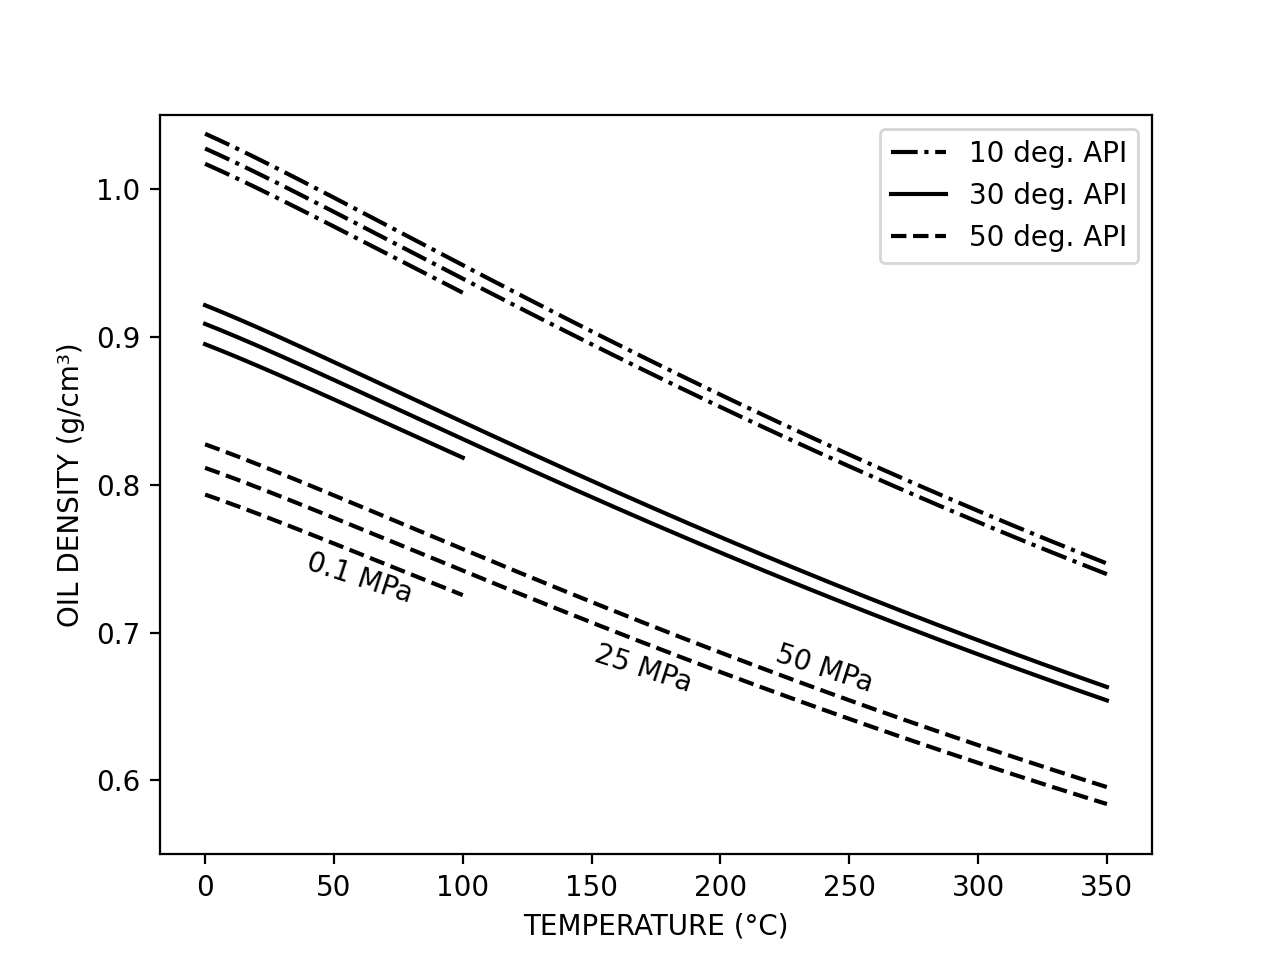 10 deg. API
30 deg. API
50 deg. API
1.0
0.9
0.8
0.7
0.6
OIL DENSITY (g/cm³)
0.1 MPa
25 MPa
50 MPa
0 50 100 150 200 250 300 350
TEMPERATURE (°C)